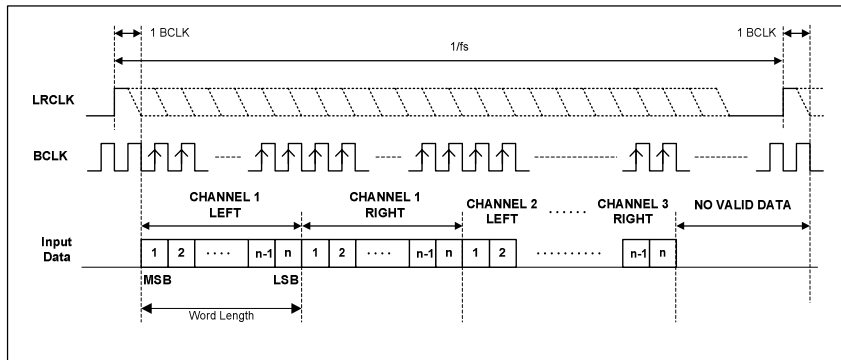 1 BCLK
1 BCLK
1/fs
LRCLK
BCLK
CHANNEL 1 LEFT
CHANNEL 1 RIGHT
CHANNEL 2 LEFT
......
CHANNEL 3 RIGHT
NO VALID DATA
Input Data
1 2 .... n-1 n 1 2 .... n-1 n 1 2 .......... n-1 n
MSB
LSB
Word Length